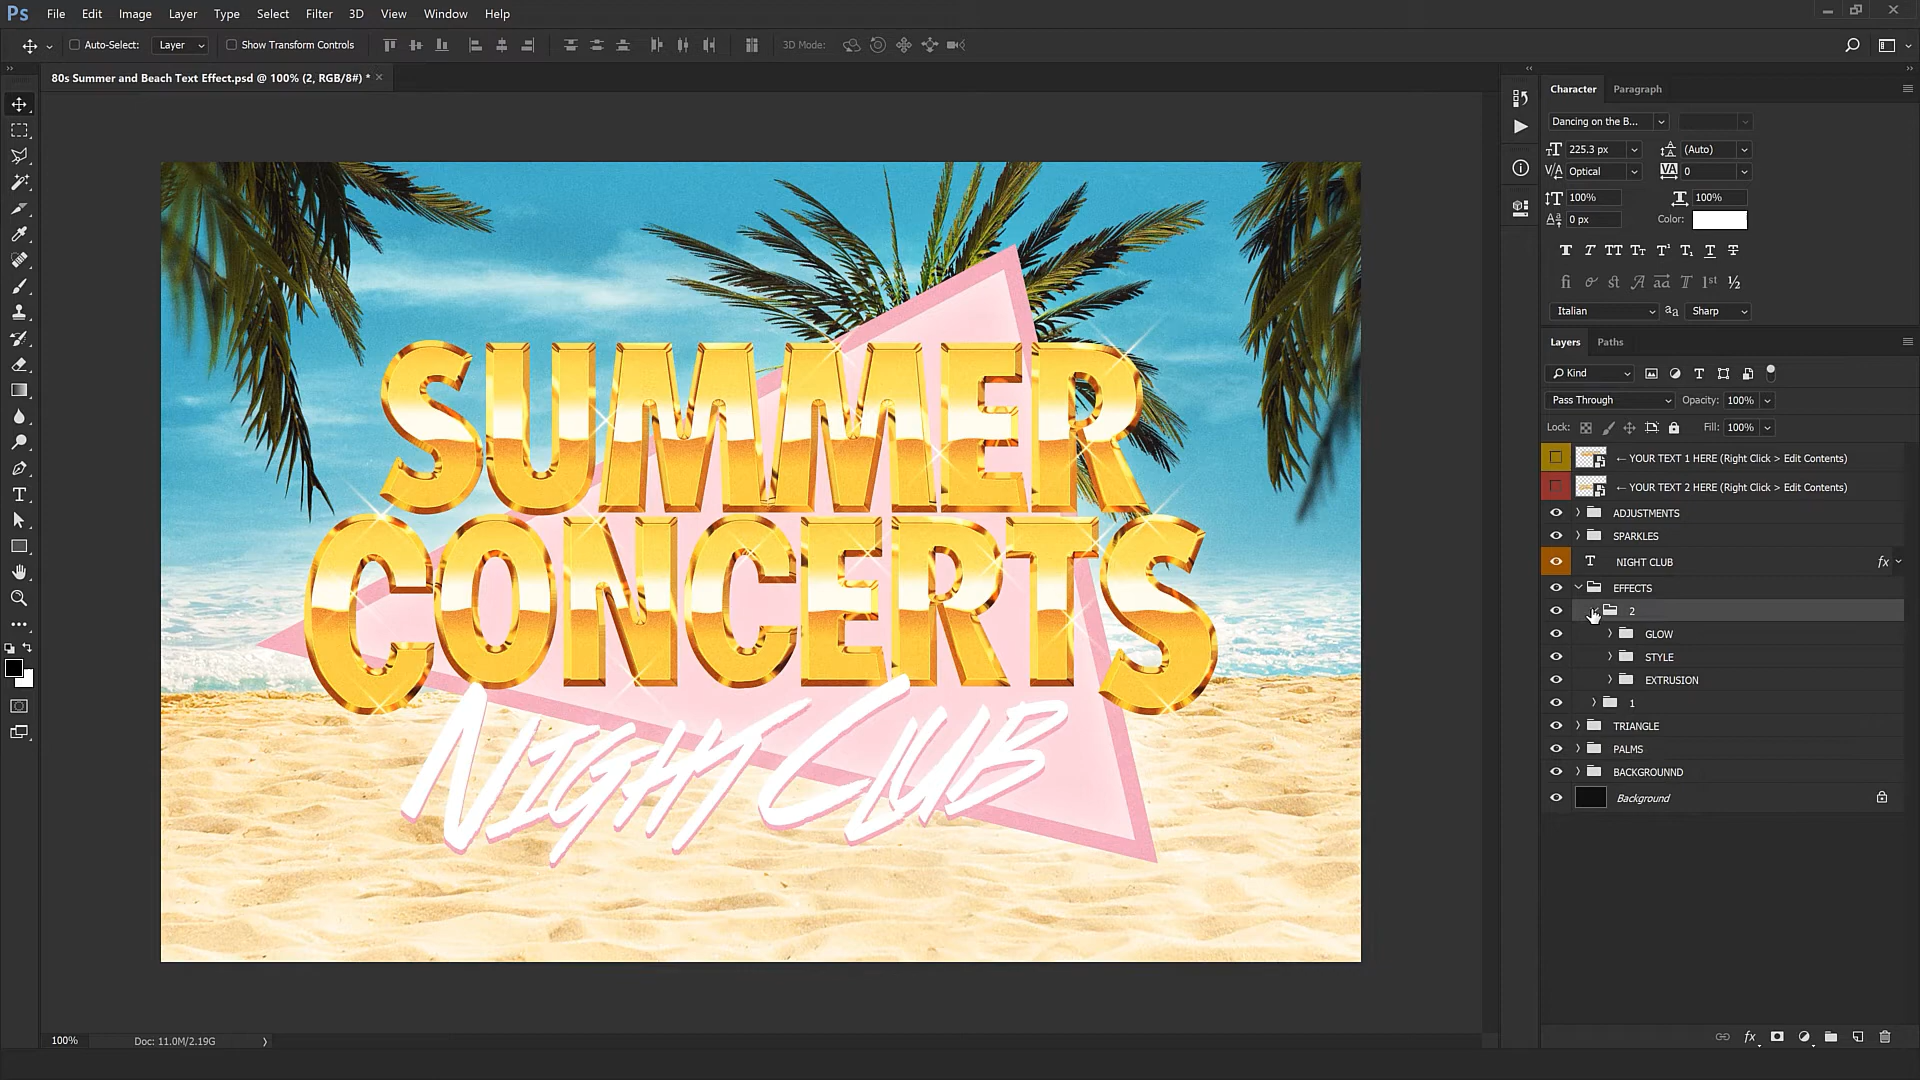 Ps File Edit Image Layer Type Select Filter 3D View Window Help
Auto-Select: Layer Show Transform Controls 3D Mode:
80s Summer and Beach Text Effect.psd @ 100% (2, RGB/8#) * ×
SUMMER
CONCERTS
NIGHT CLUB
Character Paragraph
Dancing on the B...
225.3 px (Auto)
Optical 0
100% 100%
0 px Color:
Italian Sharp
Layers Paths
Kind
Pass Through Opacity: 100%
Lock: Fill: 100%
← YOUR TEXT 1 HERE (Right Click > Edit Contents)
← YOUR TEXT 2 HERE (Right Click > Edit Contents)
ADJUSTMENTS
SPARKLES
NIGHT CLUB fx
EFFECTS
2
GLOW
STYLE
EXTRUSION
1
TRIANGLE
PALMS
BACKGROUNND
Background
100% Doc: 11.0M/2.19G
fx